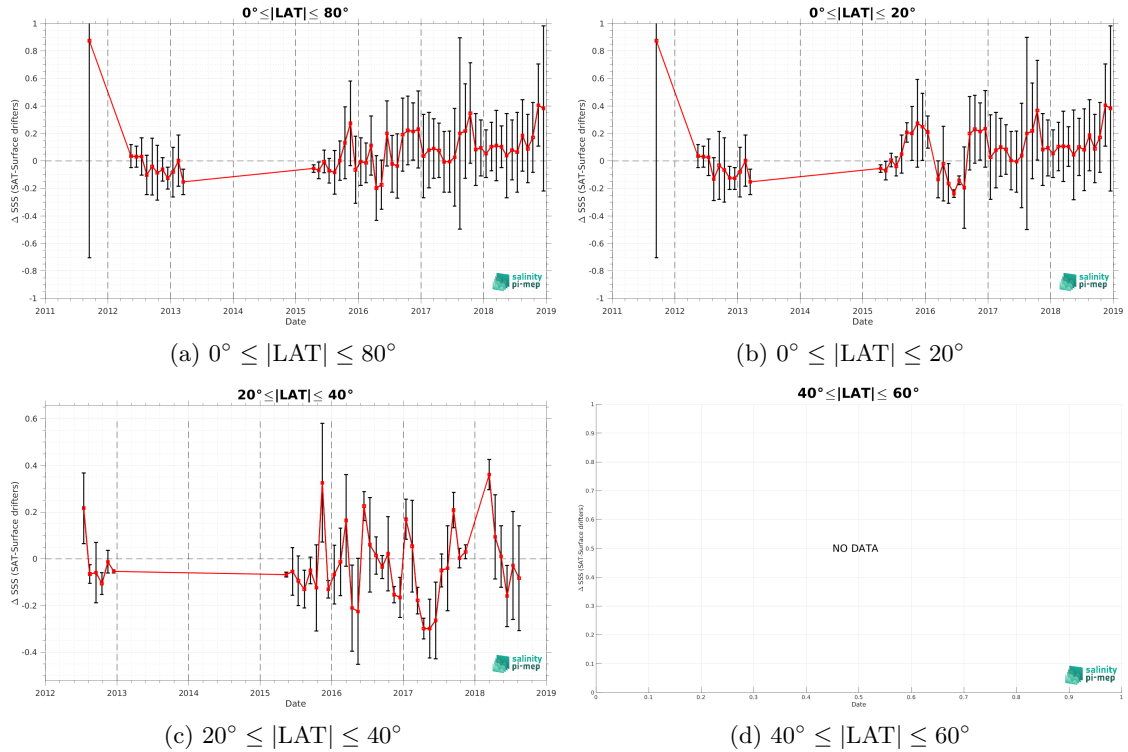 0°≤|LAT|≤ 80°
1
0.8
0.6
0.4
0.2
0
-0.2
-0.4
-0.6
-0.8
-1
Δ SSS (SAT-Surface drifters)
2011 2012 2013 2014 2015 2016 2017 2018 2019
Date
salinity
pi-mep
(a) 0° ≤ |LAT| ≤ 80°
0°≤|LAT|≤ 20°
1
0.8
0.6
0.4
0.2
0
-0.2
-0.4
-0.6
-0.8
-1
Δ SSS (SAT-Surface drifters)
2011 2012 2013 2014 2015 2016 2017 2018 2019
Date
salinity
pi-mep
(b) 0° ≤ |LAT| ≤ 20°
20°≤|LAT|≤ 40°
0.6
0.4
0.2
0
-0.2
-0.4
Δ SSS (SAT-Surface drifters)
2012 2013 2014 2015 2016 2017 2018 2019
Date
salinity
pi-mep
(c) 20° ≤ |LAT| ≤ 40°
40°≤|LAT|≤ 60°
1
0.9
0.8
0.7
0.6
0.5
0.4
0.3
0.2
0.1
0
Δ SSS (SAT-Surface drifters)
NO DATA
0 0.1 0.2 0.3 0.4 0.5 0.6 0.7 0.8 0.9 1
Date
salinity
pi-mep
(d) 40° ≤ |LAT| ≤ 60°